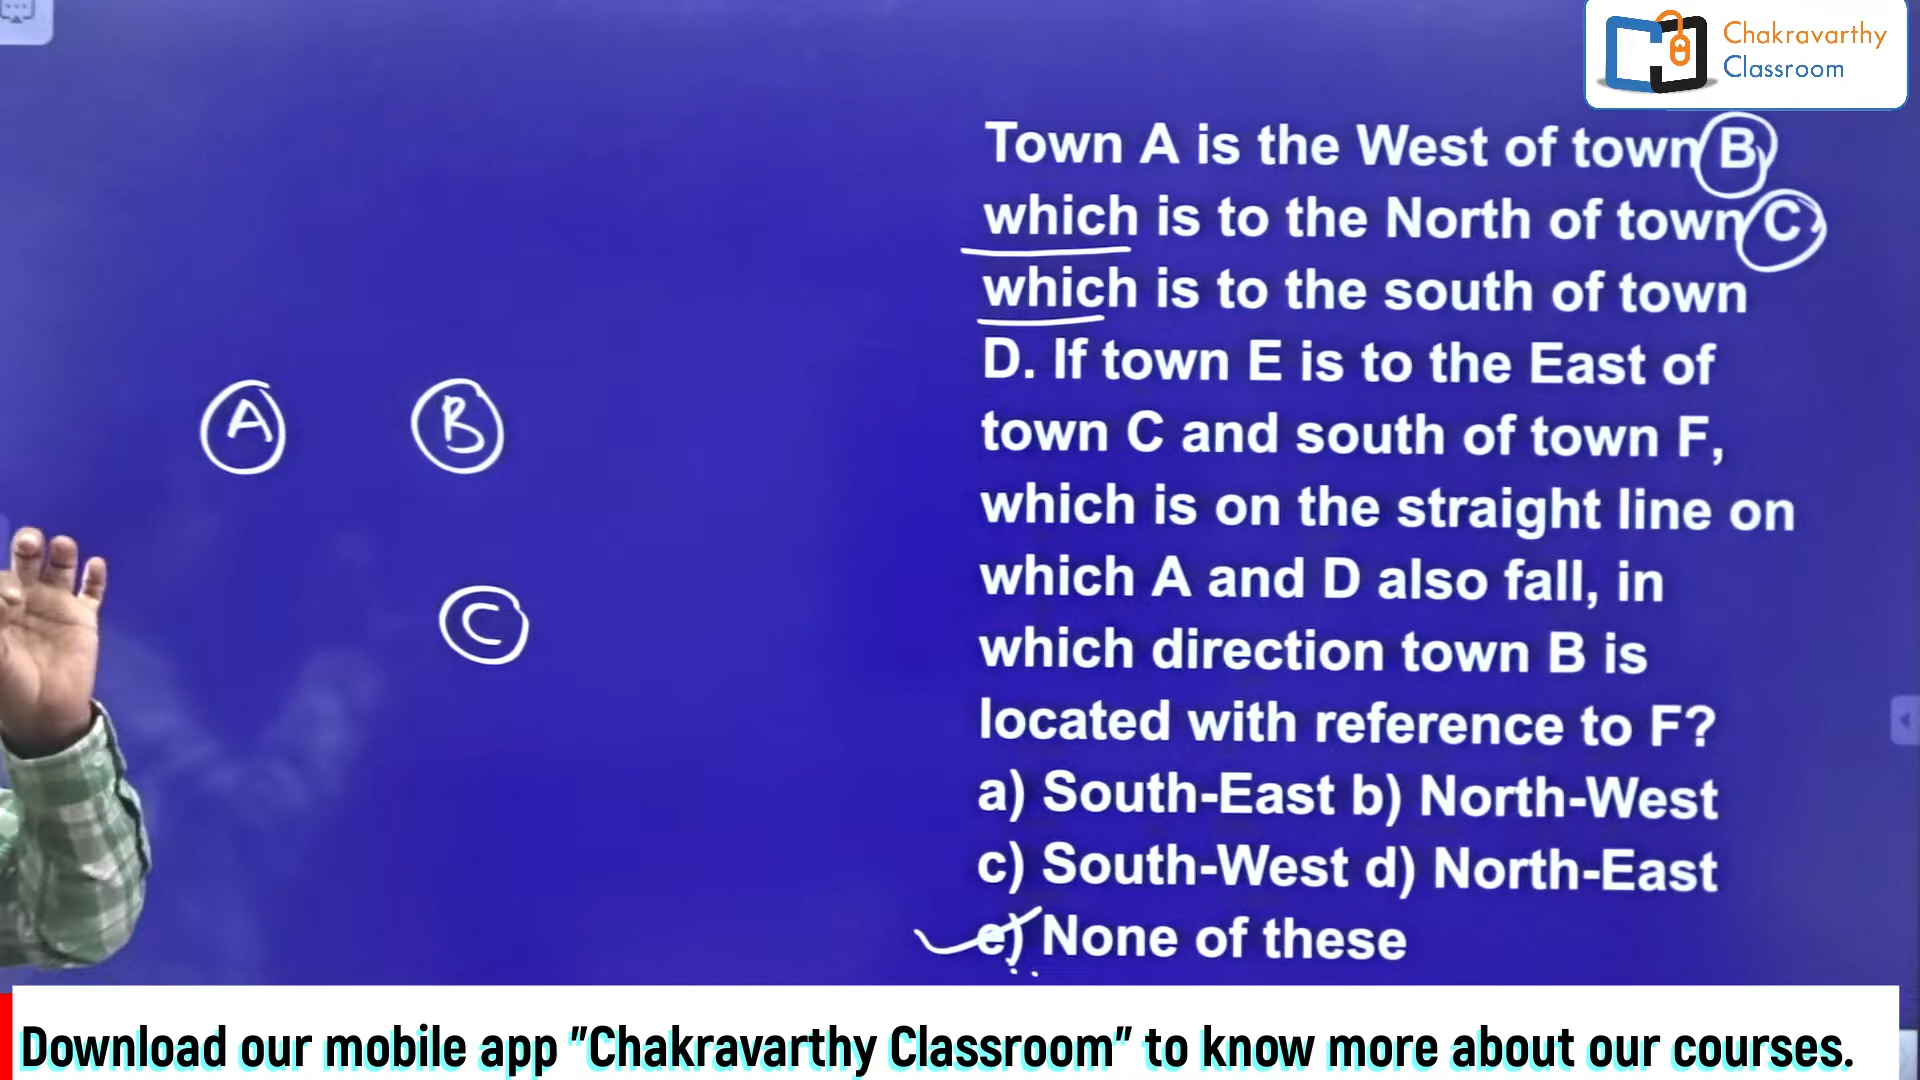 Chakravarthy
Classroom
Town A is the West of town B,
which is to the North of town C,
which is to the south of town
D. If town E is to the East of
town C and south of town F,
which is on the straight line on
which A and D also fall, in
which direction town B is
located with reference to F?
a) South-East b) North-West
c) South-West d) North-East
e) None of these
A B
C
Download our mobile app "Chakravarthy Classroom" to know more about our courses.